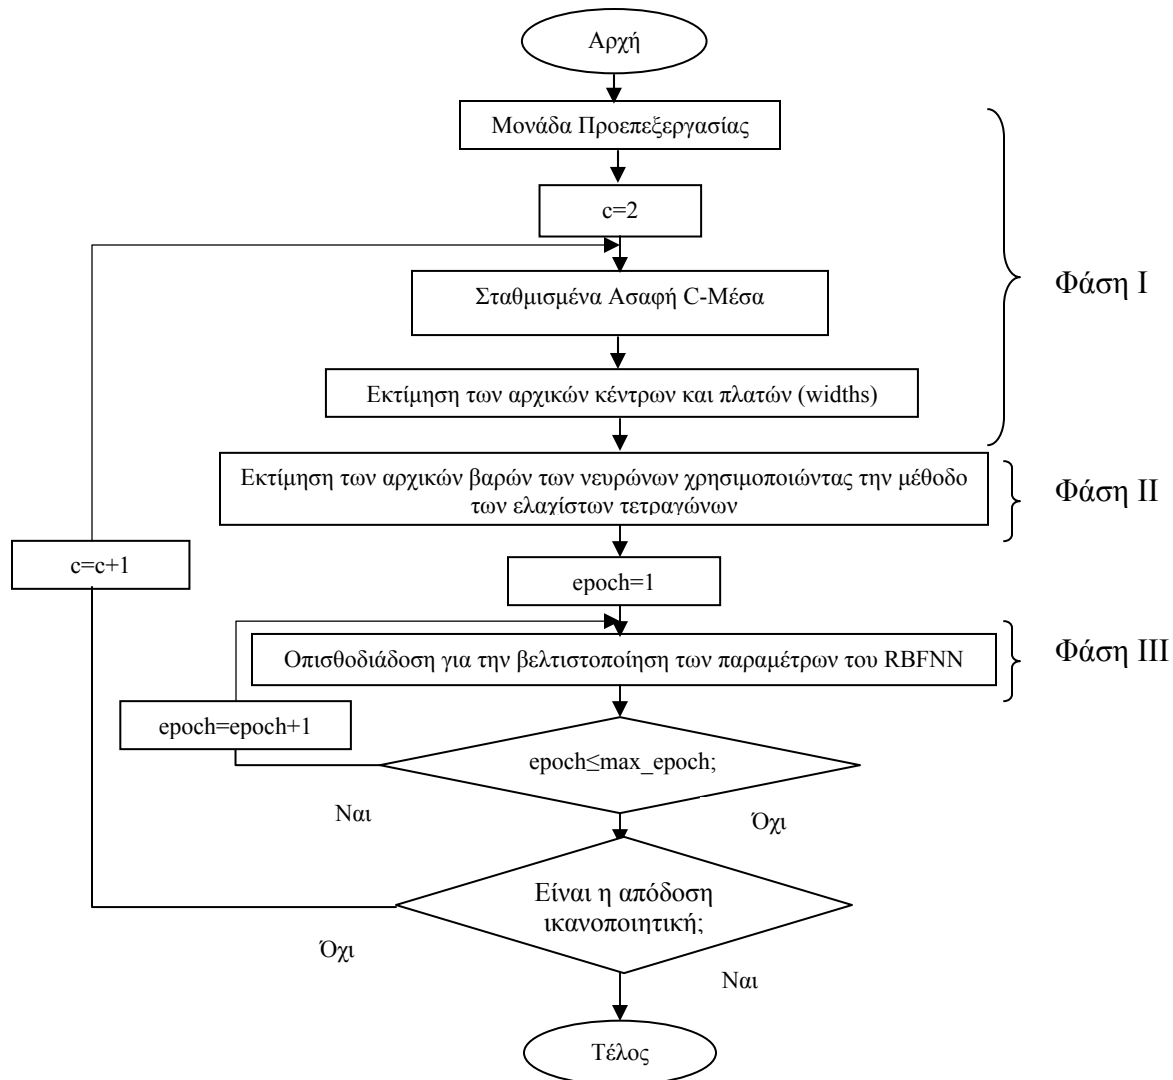 Αρχή
Μονάδα Προεπεξεργασίας
c=2
Σταθμισμένα Ασαφή C-Μέσα
Φάση I
Εκτίμηση των αρχικών κέντρων και πλατών (widths)
Εκτίμηση των αρχικών βαρών των νευρώνων χρησιμοποιώντας την μέθοδο
των ελαχίστων τετραγώνων
Φάση II
c=c+1
epoch=1
Οπισθοδιάδοση για την βελτιστοποίηση των παραμέτρων του RBFNN
Φάση III
epoch=epoch+1
epoch≤max_epoch;
Ναι
Όχι
Είναι η απόδοση
ικανοποιητική;
Όχι
Ναι
Τέλος